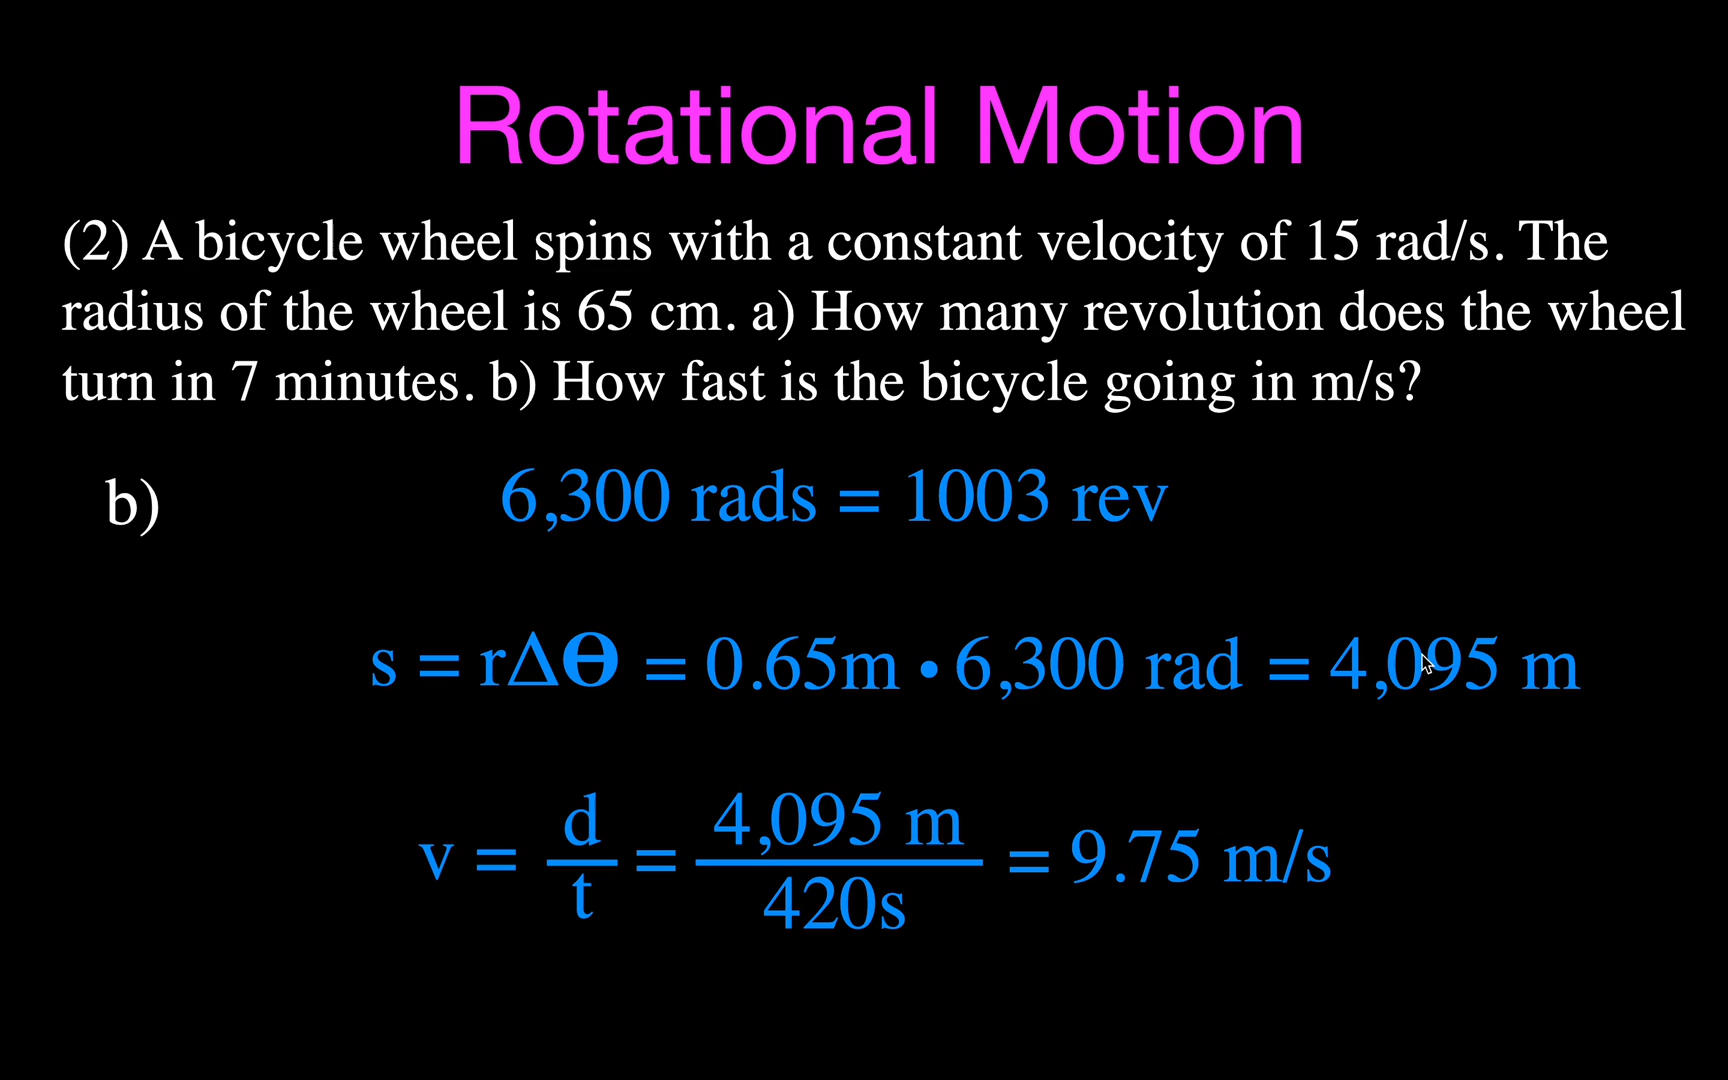 Rotational Motion
(2) A bicycle wheel spins with a constant velocity of 15 rad/s. The
radius of the wheel is 65 cm. a) How many revolution does the wheel
turn in 7 minutes. b) How fast is the bicycle going in m/s?
b) 6,300 rads = 1003 rev
s = rΔΘ = 0.65m • 6,300 rad = 4,095 m
v = d/t = 4,095 m/420s = 9.75 m/s